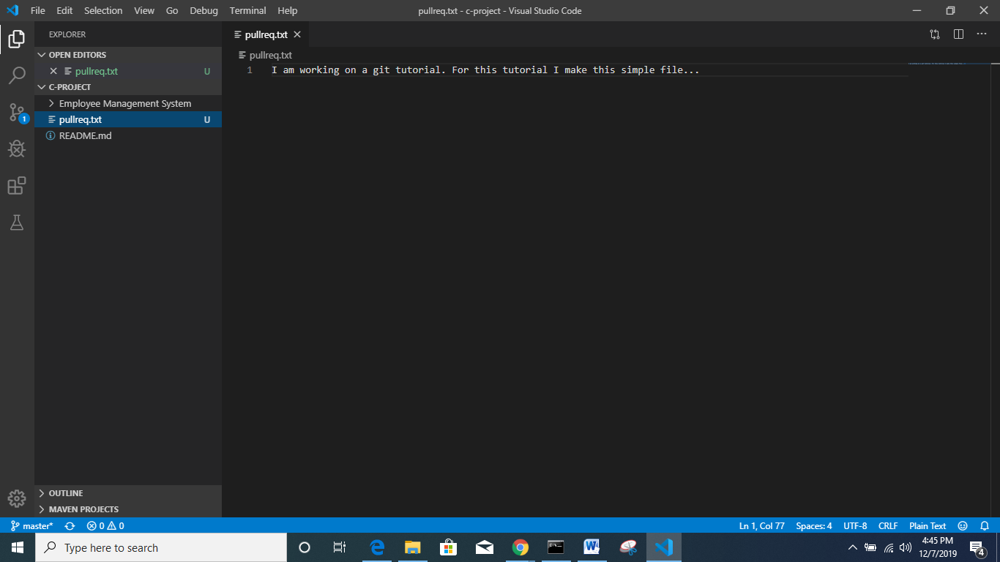 File Edit Selection View Go Debug Terminal Help
pullreq.txt - c-project - Visual Studio Code
EXPLORER
OPEN EDITORS
pullreq.txt U
C-PROJECT
Employee Management System
pullreq.txt U
README.md
OUTLINE
MAVEN PROJECTS
1
pullreq.txt
pullreq.txt
1 I am working on a git tutorial. For this tutorial I make this simple file...
master* 0 0
Ln 1, Col 77 Spaces: 4 UTF-8 CRLF Plain Text
Type here to search
4:45 PM
12/7/2019
4